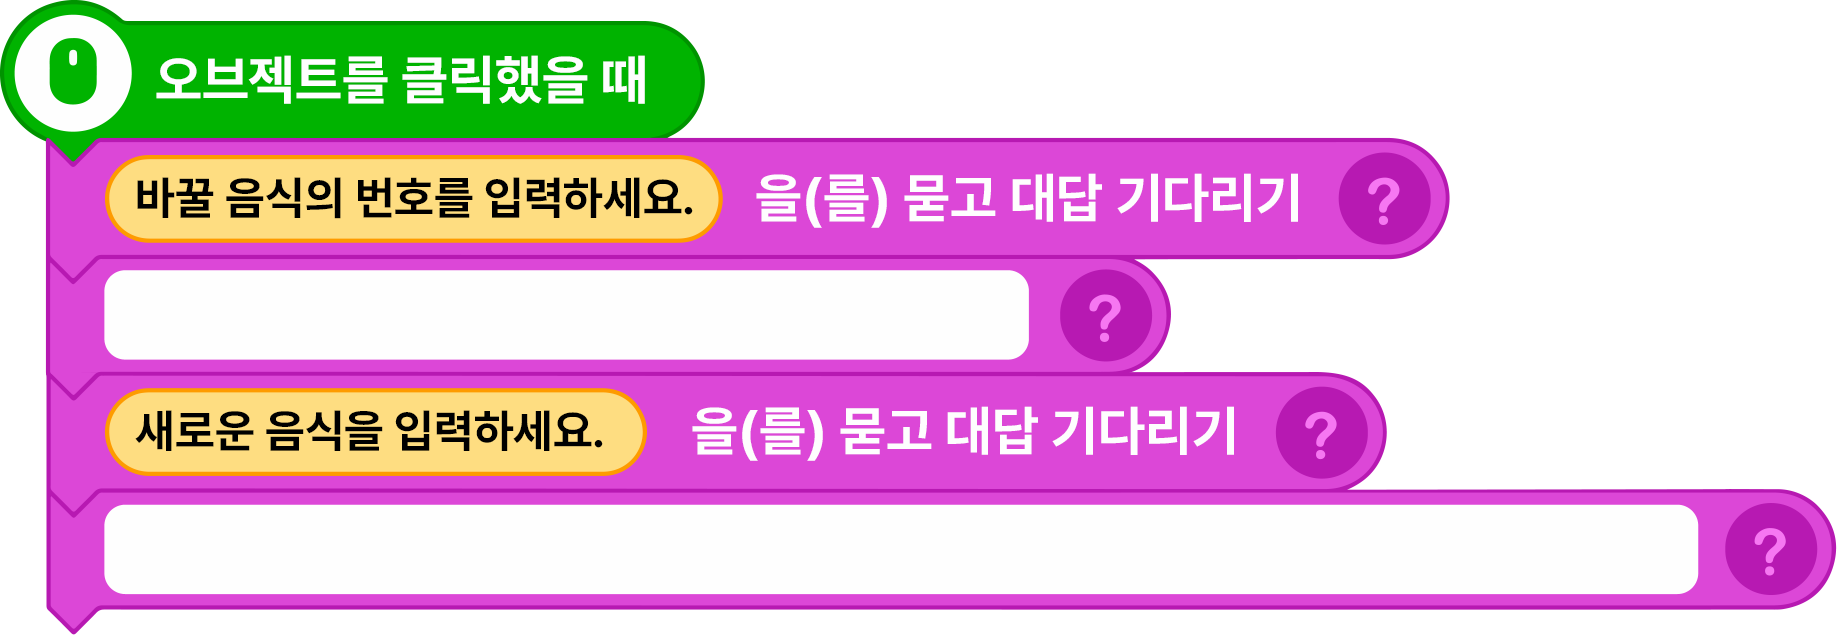 오브젝트를 클릭했을 때
바꿀 음식의 번호를 입력하세요. 을(를) 묻고 대답 기다리기 ?
?
새로운 음식을 입력하세요. 을(를) 묻고 대답 기다리기 ?
?